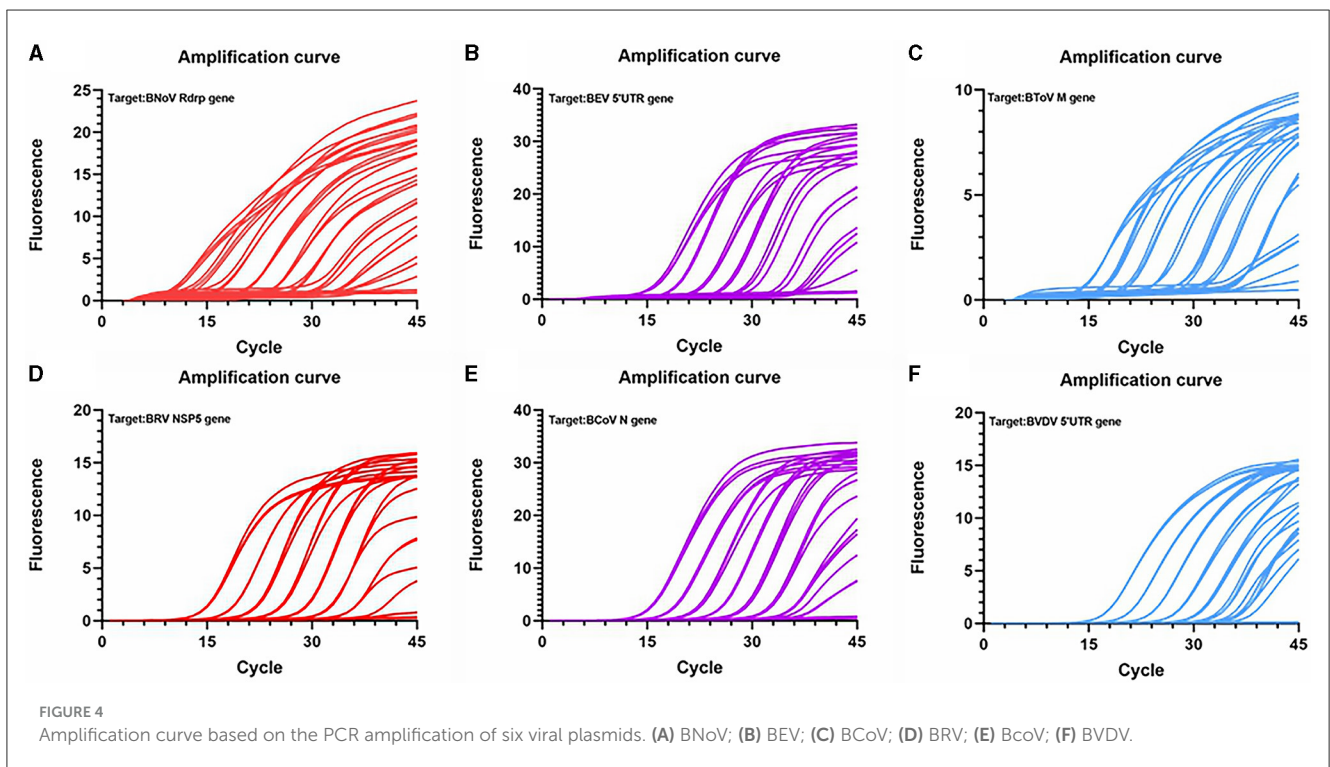 A
Amplification curve
Target:BNoV Rdrp gene
25
20
15
10
5
0
0 15 30 45
Fluorescence
Cycle
B
Amplification curve
Target:BEV 5'UTR gene
40
30
20
10
0
0 15 30 45
Fluorescence
Cycle
C
Amplification curve
Target:BToV M gene
10
5
0
0 15 30 45
Fluorescence
Cycle
D
Amplification curve
Target:BRV NSP5 gene
20
15
10
5
0
0 15 30 45
Fluorescence
Cycle
E
Amplification curve
Target:BCoV N gene
40
30
20
10
0
0 15 30 45
Fluorescence
Cycle
F
Amplification curve
Target:BVDV 5'UTR gene
20
15
10
5
0
0 15 30 45
Fluorescence
Cycle
FIGURE 4
Amplification curve based on the PCR amplification of six viral plasmids. (A) BNoV; (B) BEV; (C) BCoV; (D) BRV; (E) BcoV; (F) BVDV.